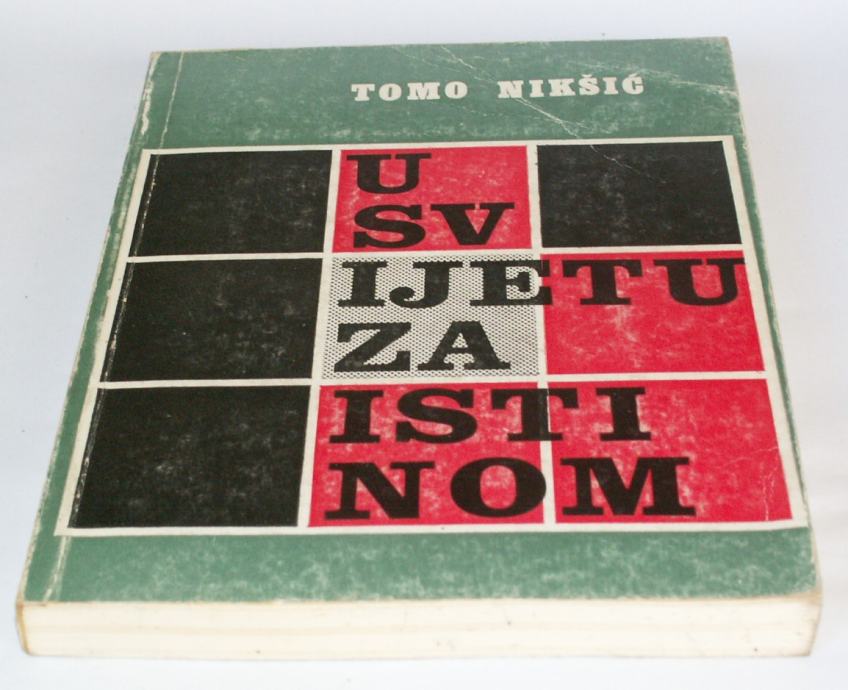 TOMO NIKŠIĆ
U
SV
IJETU
ZA
ISTI
NOM